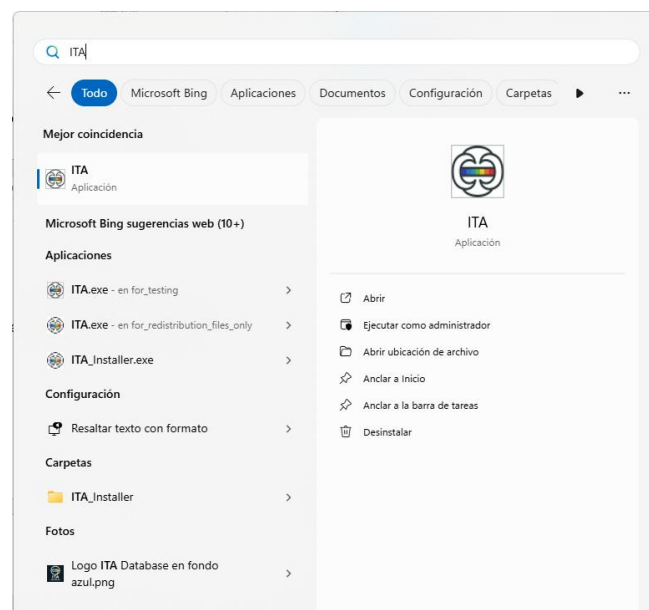 ITA
Todo
Microsoft Bing
Aplicaciones
Documentos
Configuración
Carpetas
...
Mejor coincidencia
ITA
Aplicación
Microsoft Bing sugerencias web (10+)
Aplicaciones
ITA.exe - en for_testing
ITA.exe - en for_redistribution_files_only
ITA_Installer.exe
Configuración
Resaltar texto con formato
Carpetas
ITA_Installer
Fotos
Logo ITA Database en fondo
azul.png
ITA
Aplicación
Abrir
Ejecutar como administrador
Abrir ubicación de archivo
Anclar a Inicio
Anclar a la barra de tareas
Desinstalar